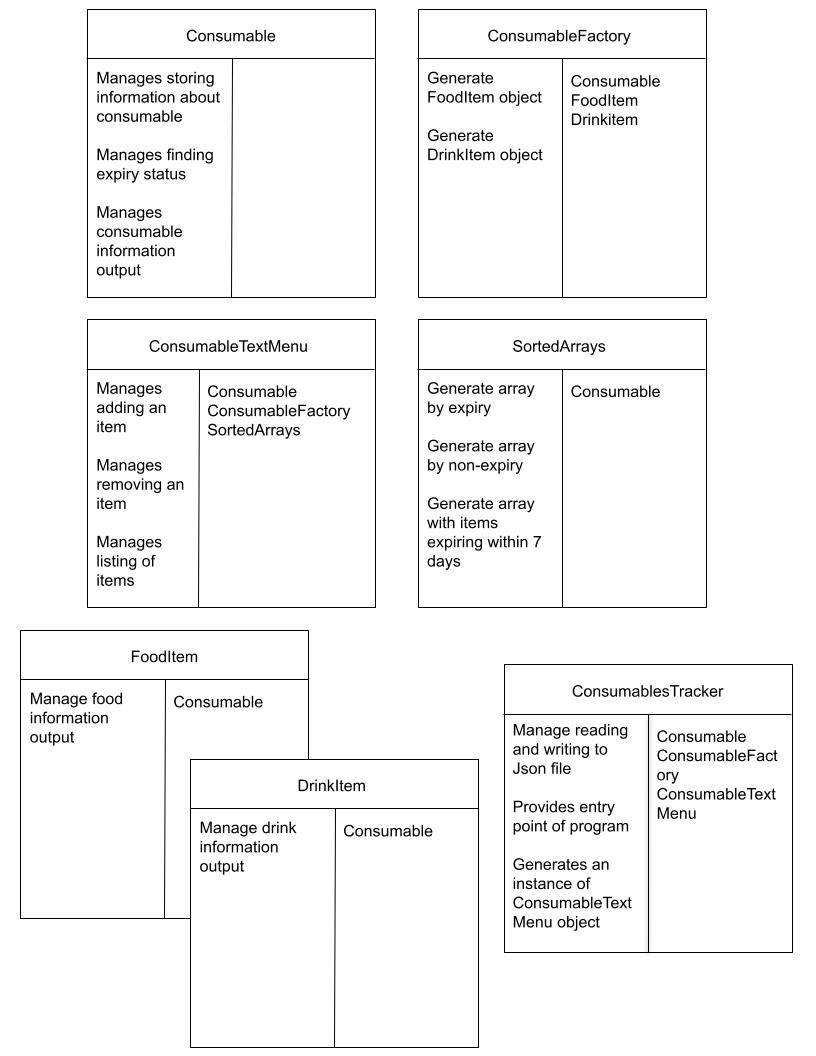 Consumable
Manages storing
information about
consumable
Manages finding
expiry status
Manages
consumable
information
output
ConsumableFactory
Generate
FoodItem object
Generate
DrinkItem object
Consumable
FoodItem
Drinkitem
ConsumableTextMenu
Manages
adding an
item
Manages
removing an
item
Manages
listing of
items
Consumable
ConsumableFactory
SortedArrays
SortedArrays
Generate array
by expiry
Generate array
by non-expiry
Generate array
with items
expiring within 7
days
Consumable
FoodItem
Manage food
information
output
Consumable
DrinkItem
Manage drink
information
output
Consumable
ConsumablesTracker
Manage reading
and writing to
Json file
Provides entry
point of program
Generates an
instance of
ConsumableText
Menu object
Consumable
ConsumableFact
ory
ConsumableText
Menu